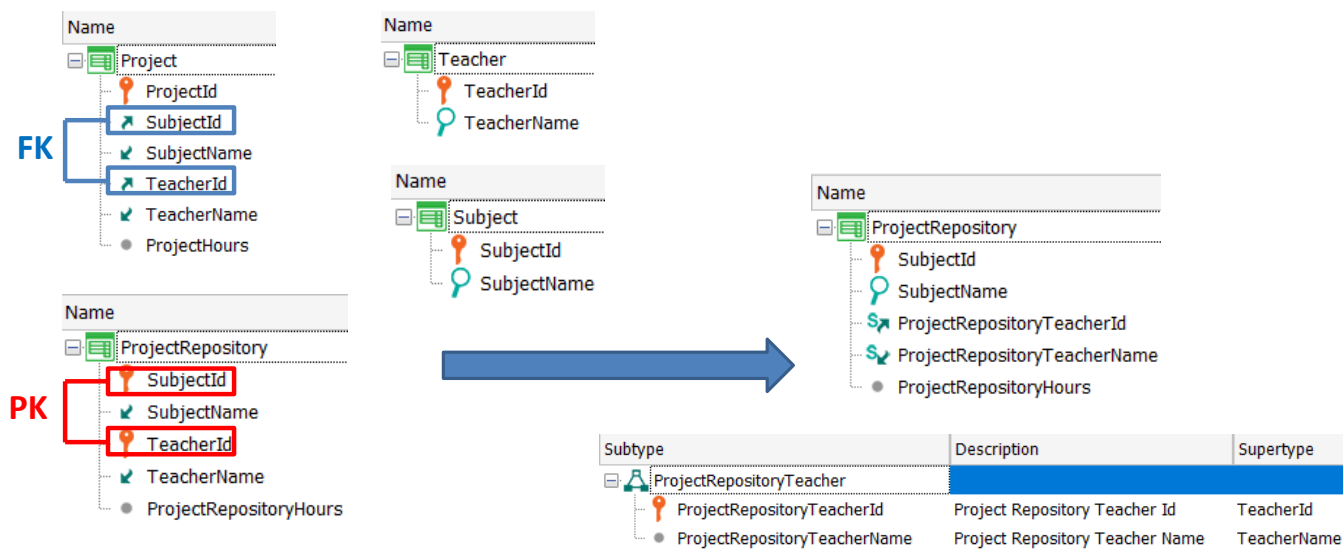 Name
Project
ProjectId
SubjectId
SubjectName
TeacherId
TeacherName
ProjectHours
FK
Name
Teacher
TeacherId
TeacherName
Name
Subject
SubjectId
SubjectName
Name
ProjectRepository
SubjectId
SubjectName
TeacherId
TeacherName
ProjectRepositoryHours
PK
Name
ProjectRepository
SubjectId
SubjectName
ProjectRepositoryTeacherId
ProjectRepositoryTeacherName
ProjectRepositoryHours
Subtype Description Supertype
ProjectRepositoryTeacher
ProjectRepositoryTeacherId Project Repository Teacher Id TeacherId
ProjectRepositoryTeacherName Project Repository Teacher Name TeacherName